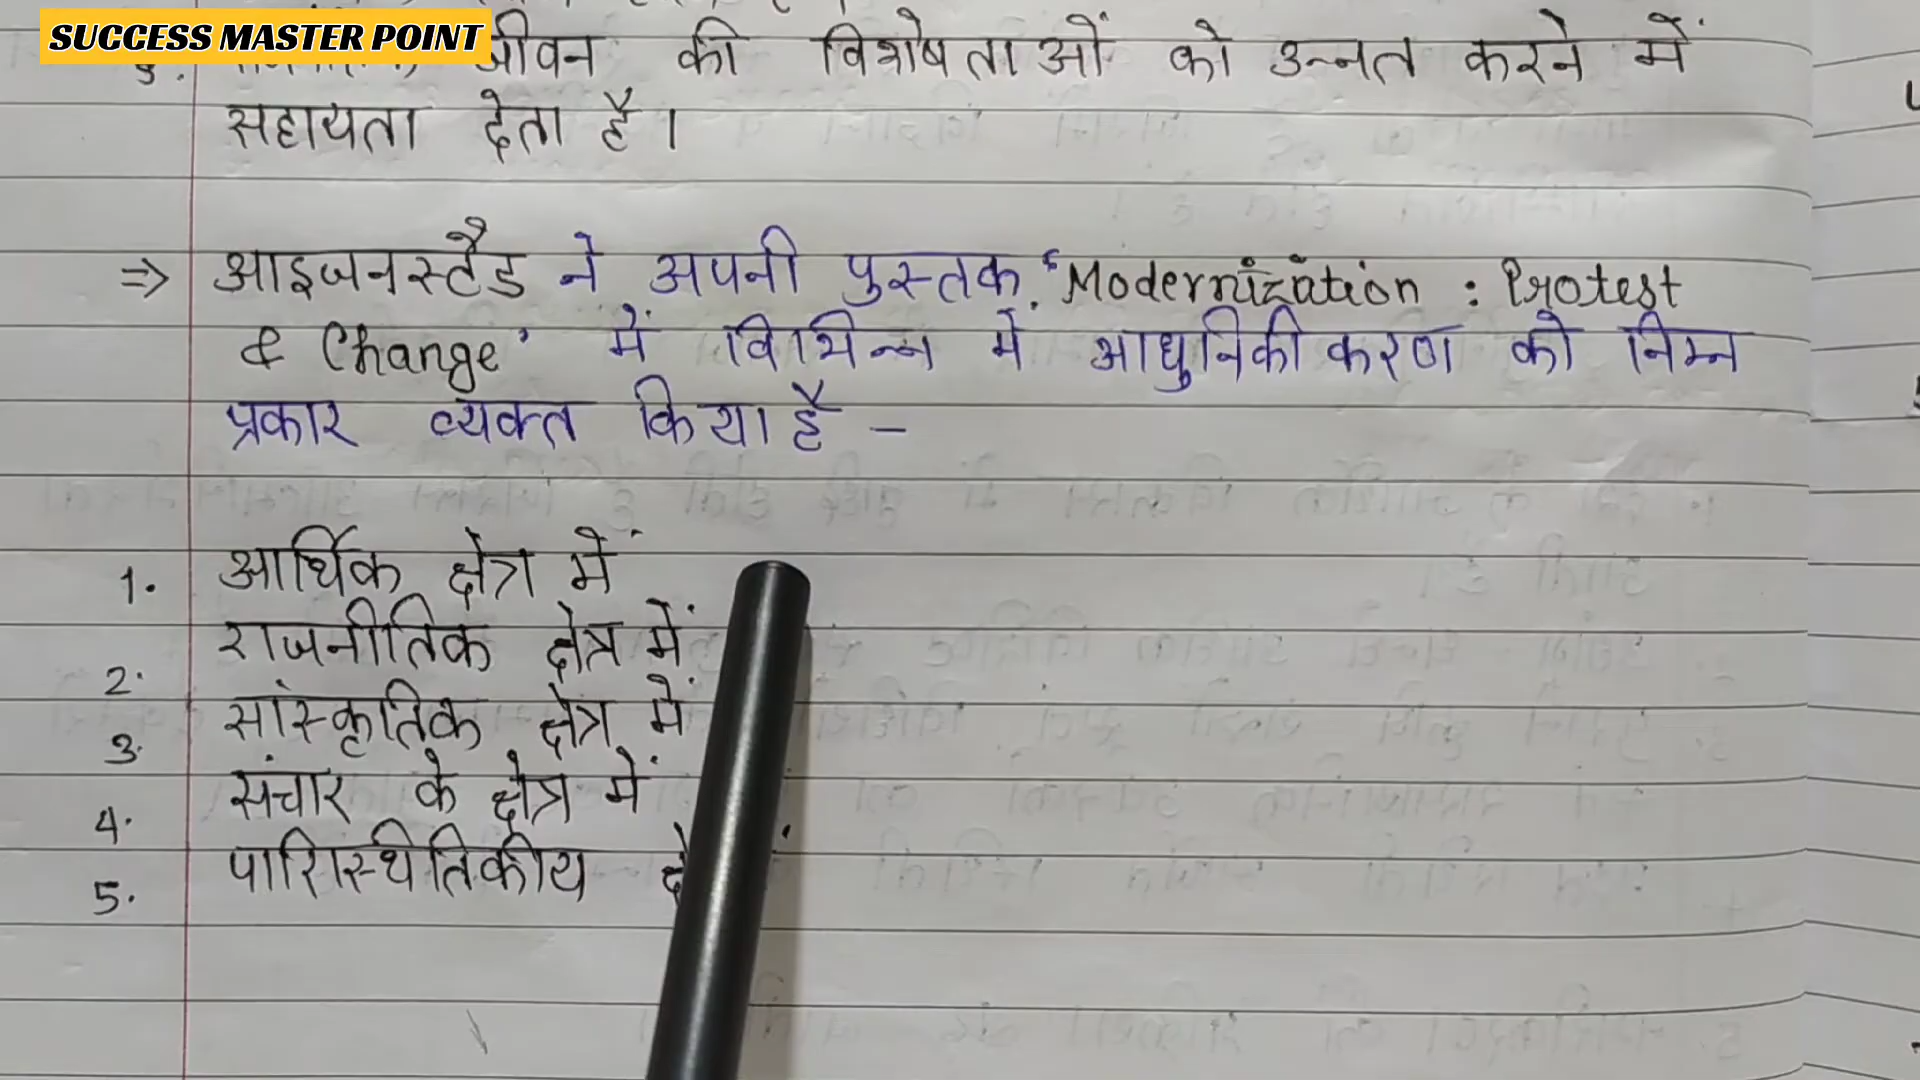 SUCCESS MASTER POINT
जीवन की विशेषताओं को उन्नत करने में
सहायता देता है।
=> आइजनस्टैड ने अपनी पुस्तक 'Modernization : Protest
& Change' में विभिन्न मे आधुनिकीकरण को निम्न
प्रकार व्यक्त किया है -
1. आर्थिक क्षेत्र में
2. राजनीतिक क्षेत्र में
3. सांस्कृतिक क्षेत्र में
4. संचार के क्षेत्र में
5. पारिस्थितिकीय